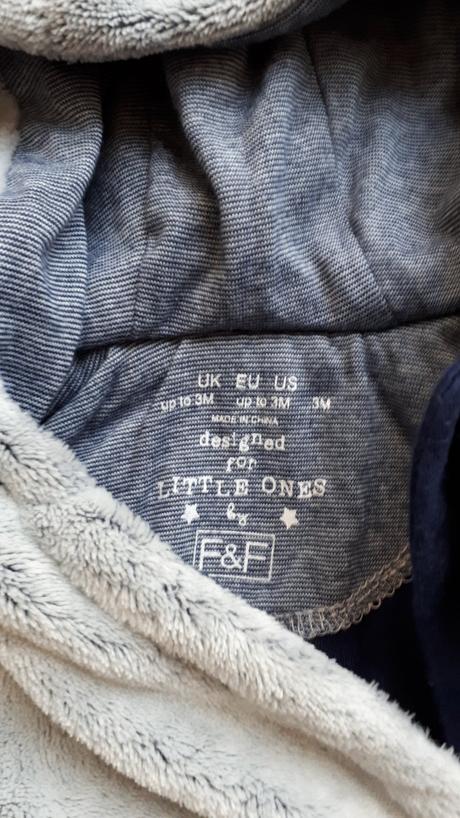 UK EU US
up to 3M up to 3M 3M
MADE IN CHINA
designed
for
LITTLE ONES
by
F&F